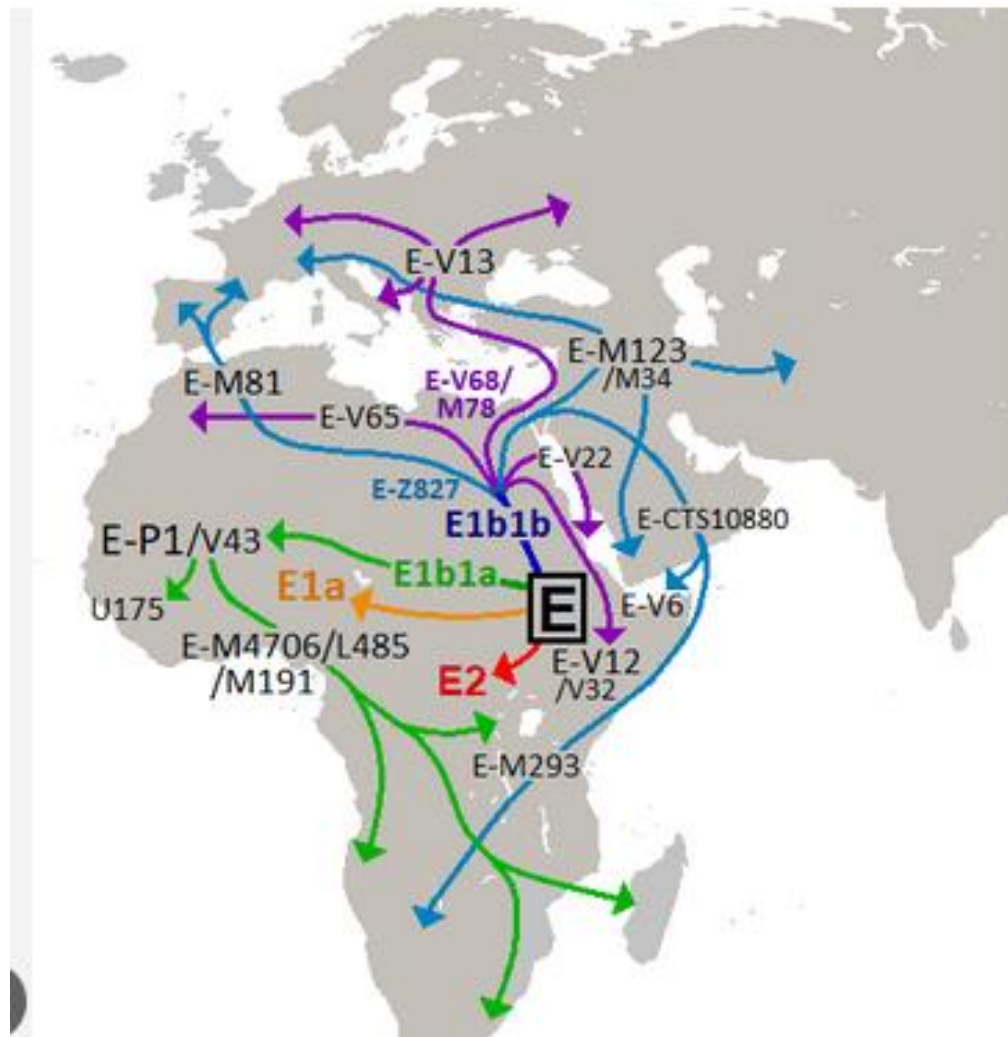 E-V13
E-M123
/M34
E-M81
E-V68/
M78
E-V65
E-V22
E-Z827
E1b1b
E-CTS10880
E-P1/V43
E1b1a
E1a
E
U175
E-V6
E-M4706/L485
/M191
E2
E-V12
/V32
E-M293